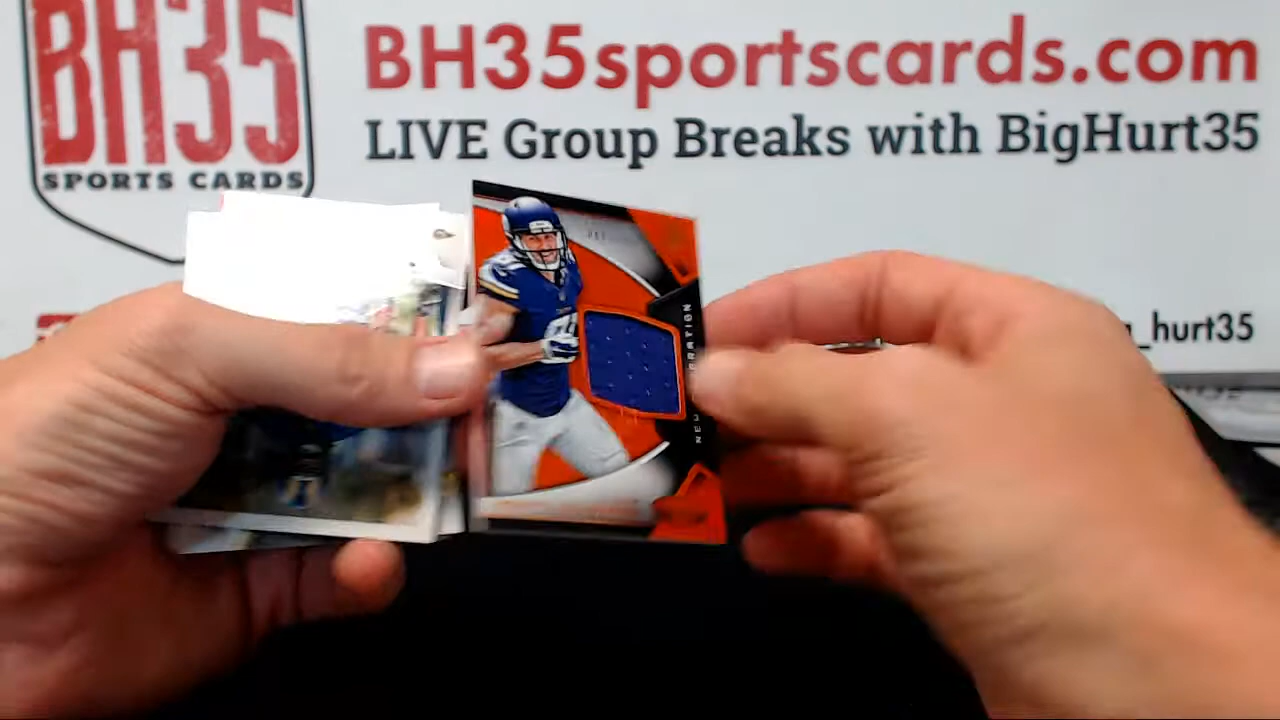 BH35
SPORTS CARDS
BH35sportscards.com
LIVE Group Breaks with BigHurt35
_hurt35